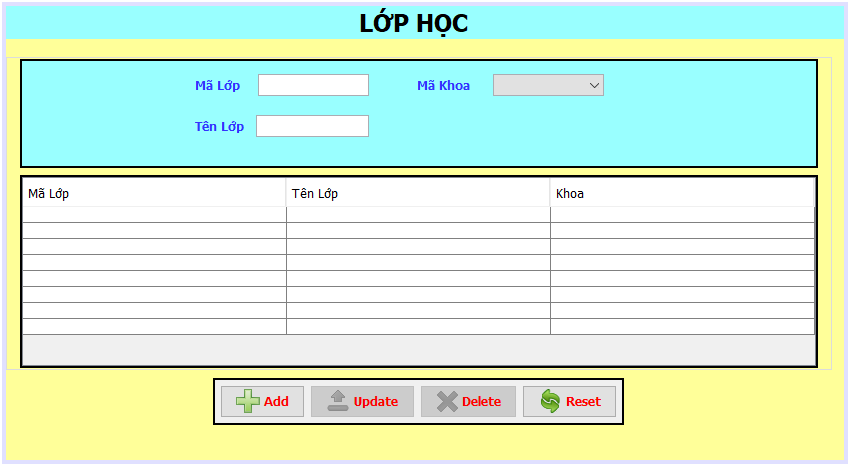 LỚP HỌC
Mã Lớp Mã Khoa
Tên Lớp
Mã Lớp Tên Lớp Khoa
Add Update Delete Reset